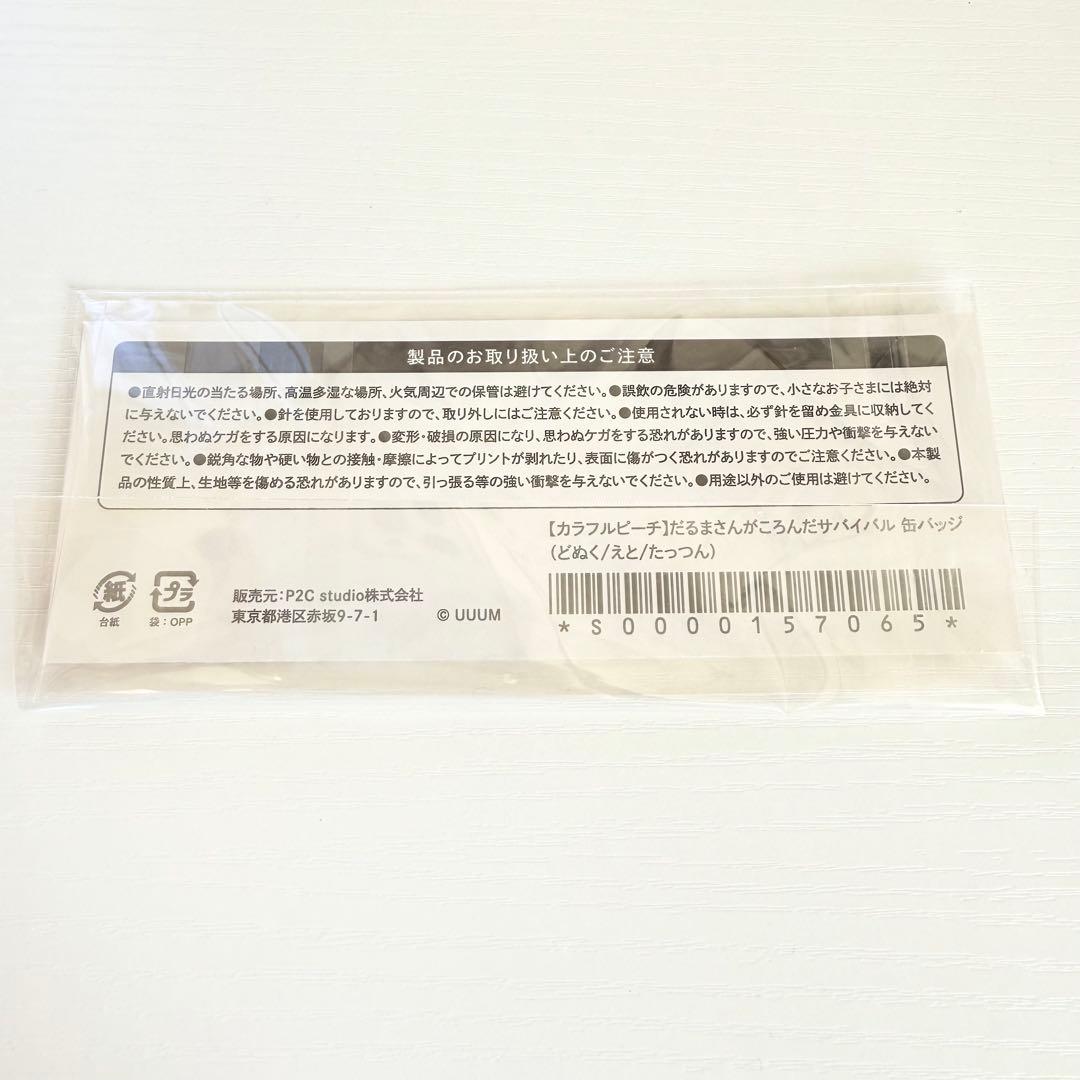 製品のお取り扱い上のご注意
●直射日光の当たる場所、高温多湿な場所、火気周辺での保管は避けてください。●誤飲の危険がありますので、小さなお子さまには絶対
に与えないでください。●針を使用しておりますので、取り外しにはご注意ください。●使用されない時は、必ず針を留め金具に収納してく
ださい。思わぬケガをする原因になります。●変形・破損の原因になり、思わぬケガをする恐れがありますので、強い圧力や衝撃を与えない
でください。●鋭角な物や硬い物との接触・摩擦によってプリントが剥れたり、表面に傷がつく恐れがありますのでご注意ください。●本製
品の性質上、生地等を傷める恐れがありますので、引っ張る等の強い衝撃を与えないでください。●用途以外のご使用は避けてください。
【カラフルピーチ】だるまさんがころんだサバイバル 缶バッジ
（どぬく/えと/たっつん）
*S0000157065*
紙
台紙
プラ
袋：OPP
販売元：P2C studio株式会社
東京都港区赤坂9-7-1
© UUUM